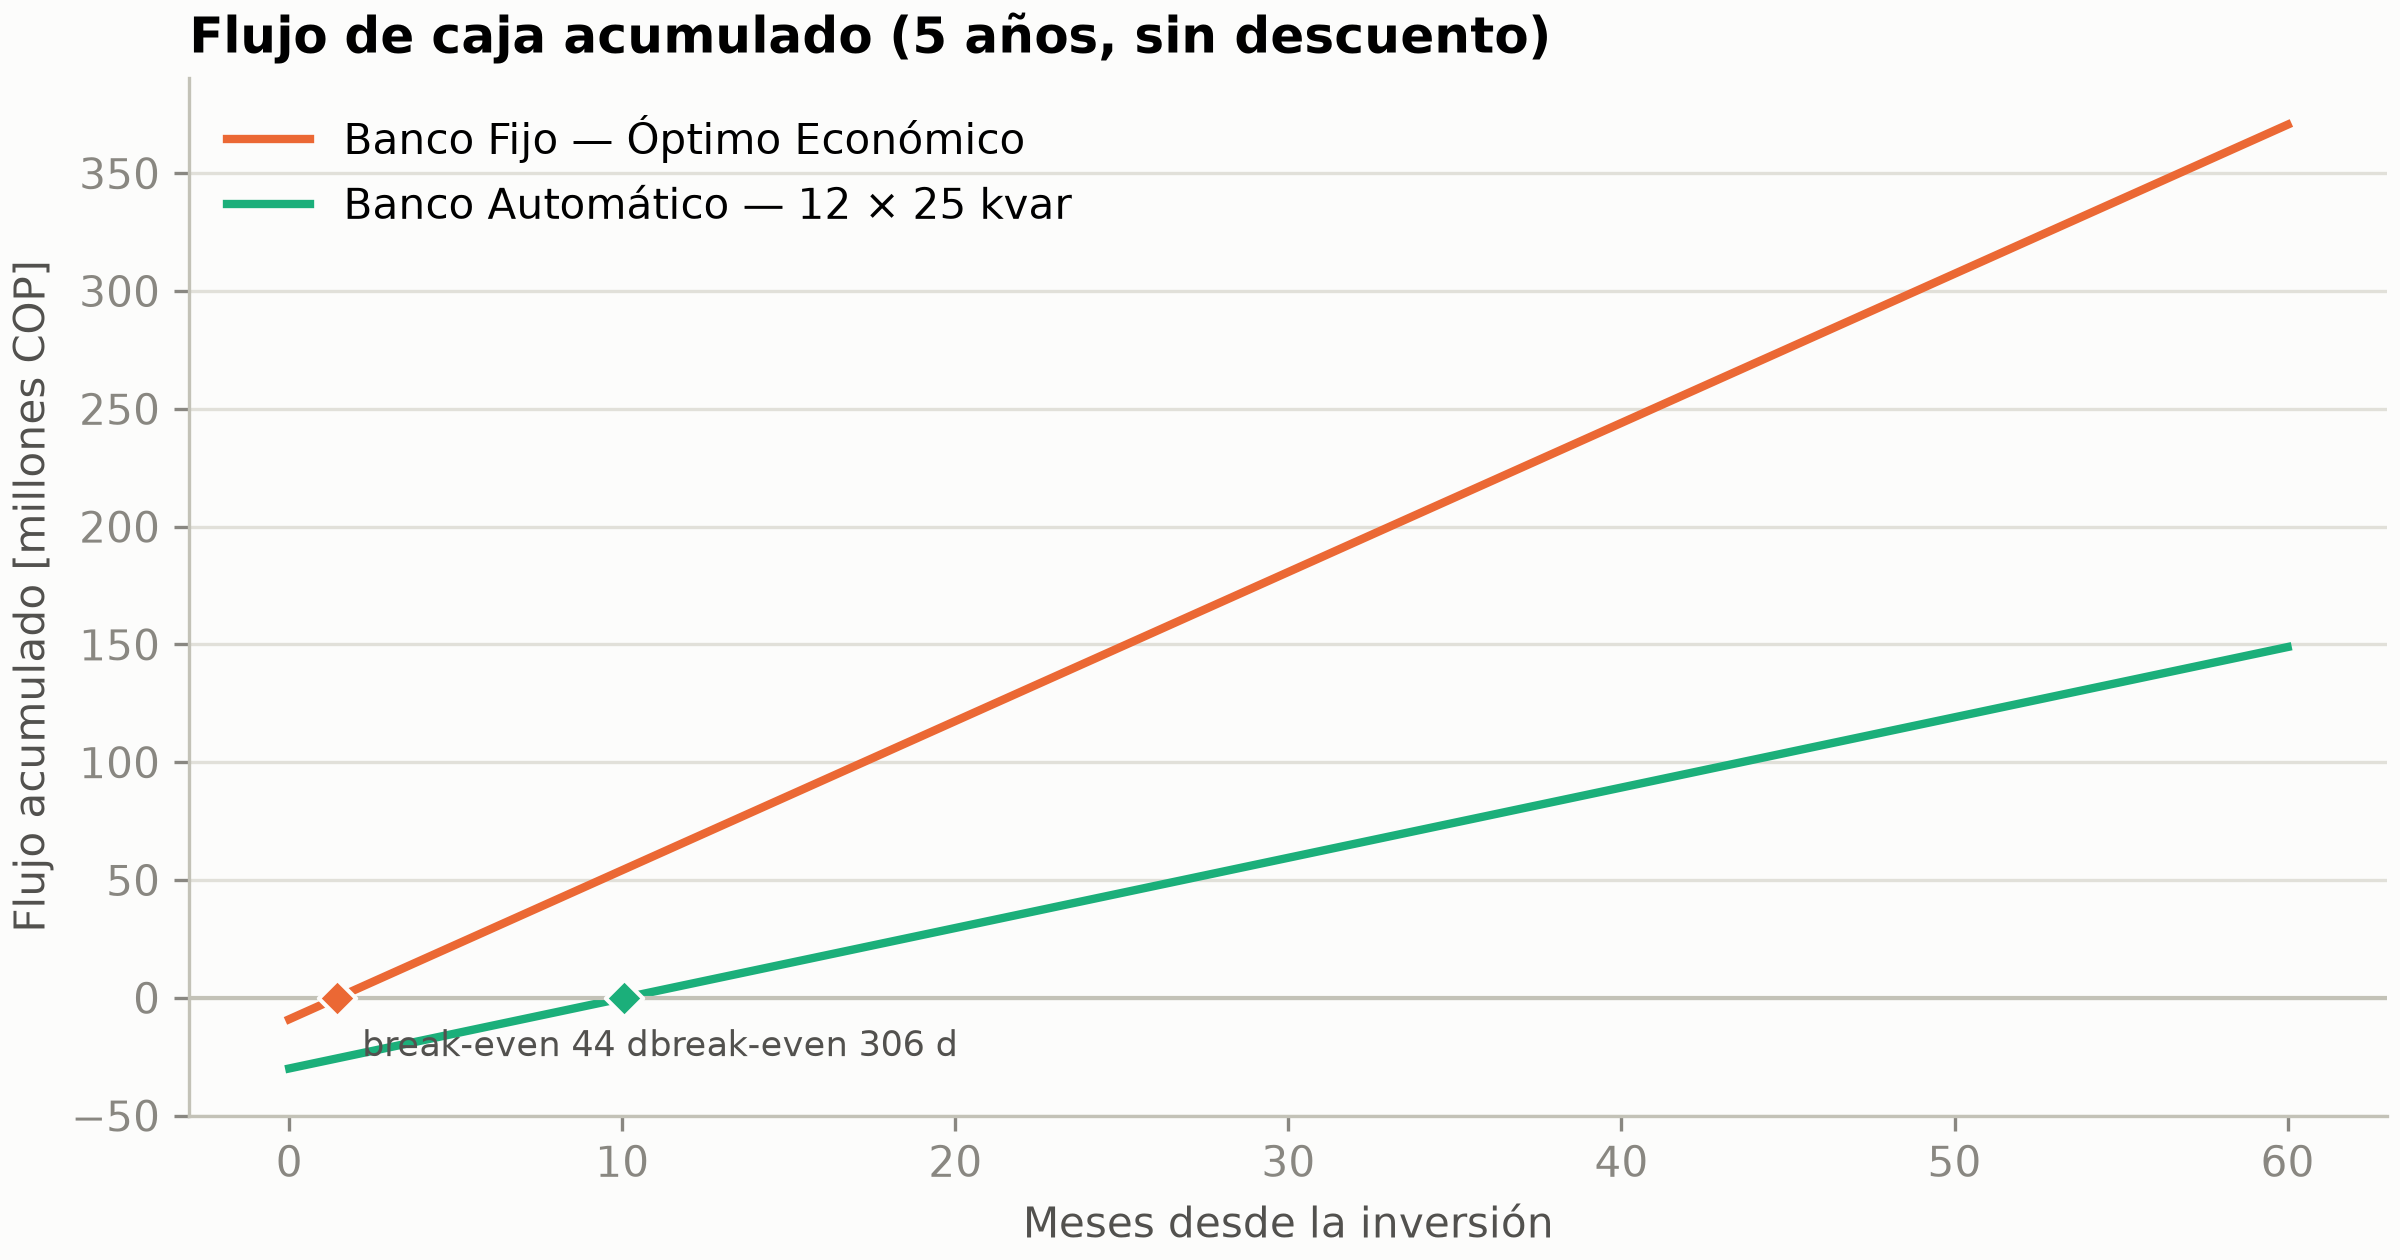 Flujo de caja acumulado (5 años, sin descuento)
Banco Fijo — Óptimo Económico
Banco Automático — 12 × 25 kvar
Flujo acumulado [millones COP]
350
300
250
200
150
100
50
0
−50
break-even 44 d
break-even 306 d
0 10 20 30 40 50 60
Meses desde la inversión